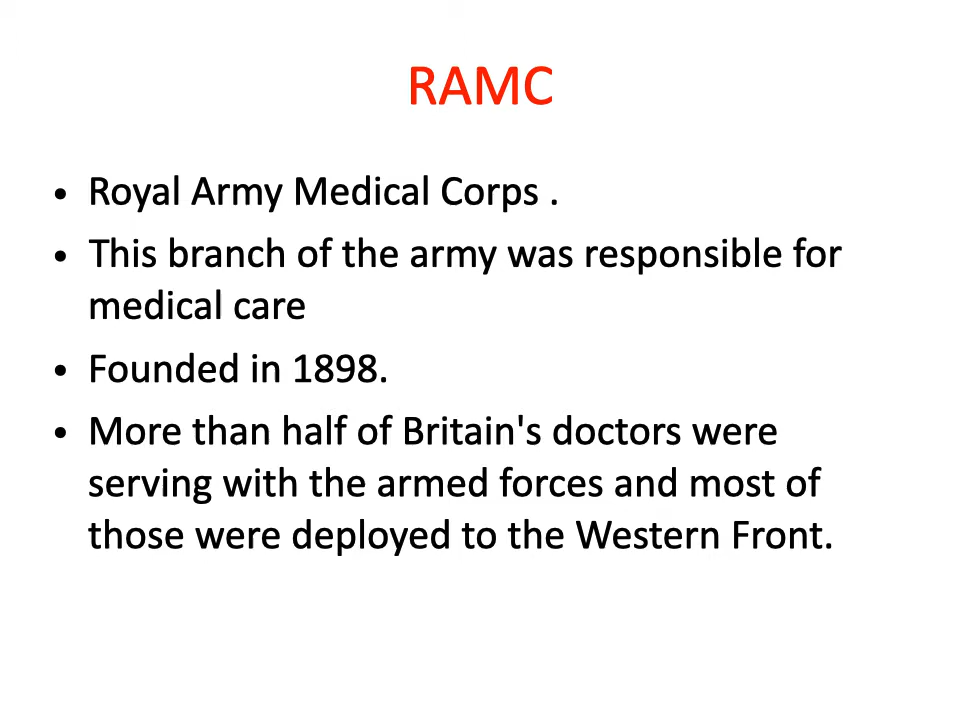 RAMC
• Royal Army Medical Corps .
• This branch of the army was responsible for
medical care
• Founded in 1898.
• More than half of Britain's doctors were
serving with the armed forces and most of
those were deployed to the Western Front.